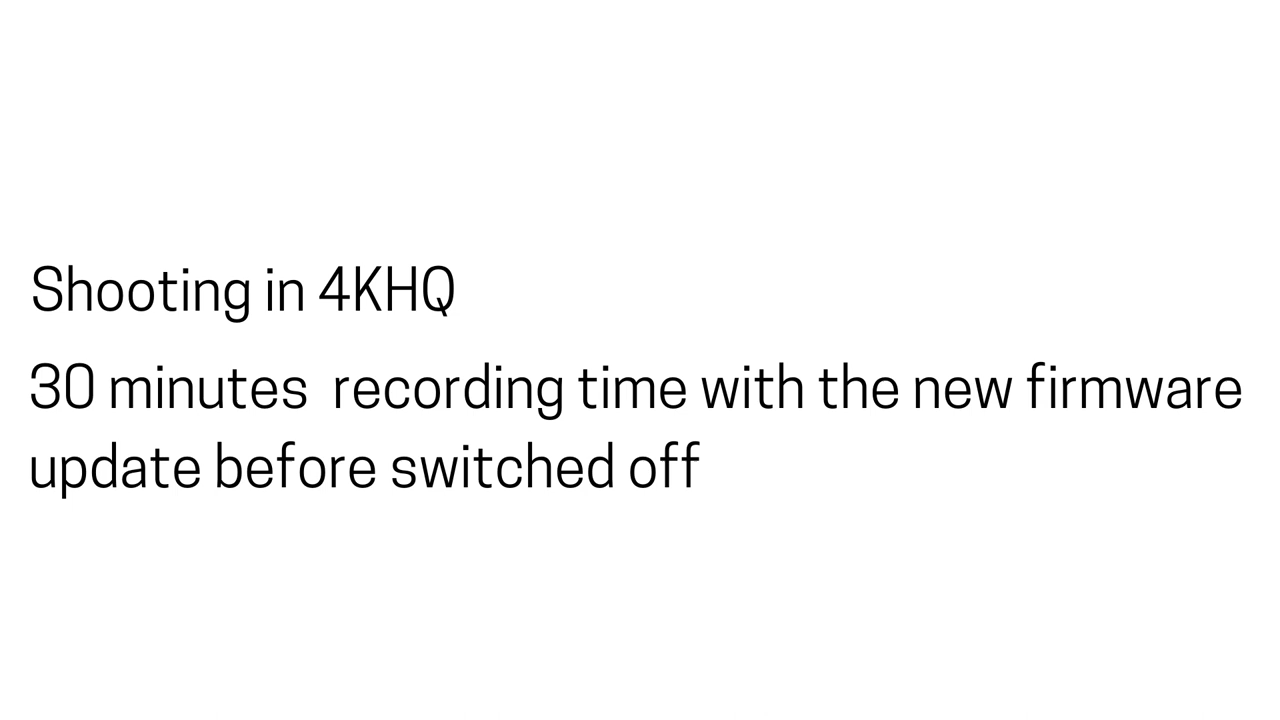 Shooting in 4KHQ
30 minutes  recording time with the new firmware
update before switched off